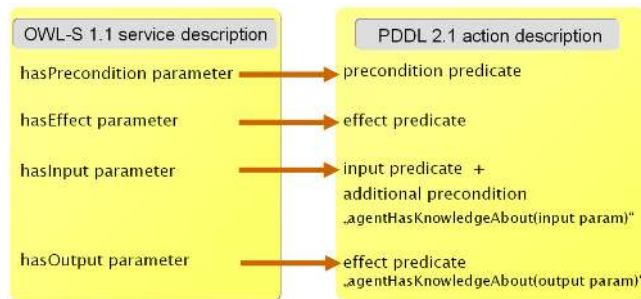 OWL-S 1.1 service description
hasPrecondition parameter
hasEffect parameter
hasInput parameter
hasOutput parameter
PDDL 2.1 action description
precondition predicate
effect predicate
input predicate +
additional precondition
„agentHasKnowledgeAbout(input param)“
effect predicate
„agentHasKnowledgeAbout(output param)“